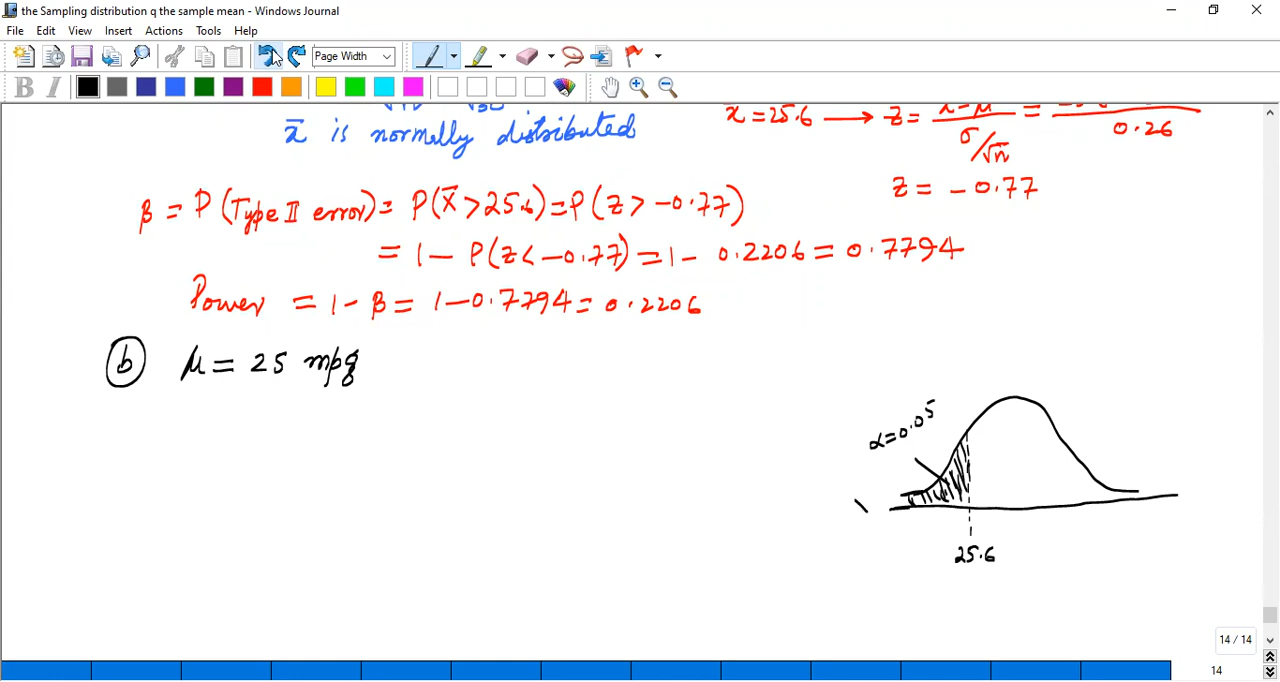 the Sampling distribution q the sample mean - Windows Journal
File Edit View Insert Actions Tools Help
Page Width
B I
x̄ is normally distributed
x = 25.6 → z = x̄ - μ / σ/√n = / 0.26
z = -0.77
β = P(Type II error) = P(X̄ > 25.6) = P(z > -0.77)
= 1 - P(z < -0.77) = 1 - 0.2206 = 0.7794
Power = 1 - β = 1 - 0.7794 = 0.2206
b μ = 25 mpg
α = 0.05
25.6
14 / 14
14